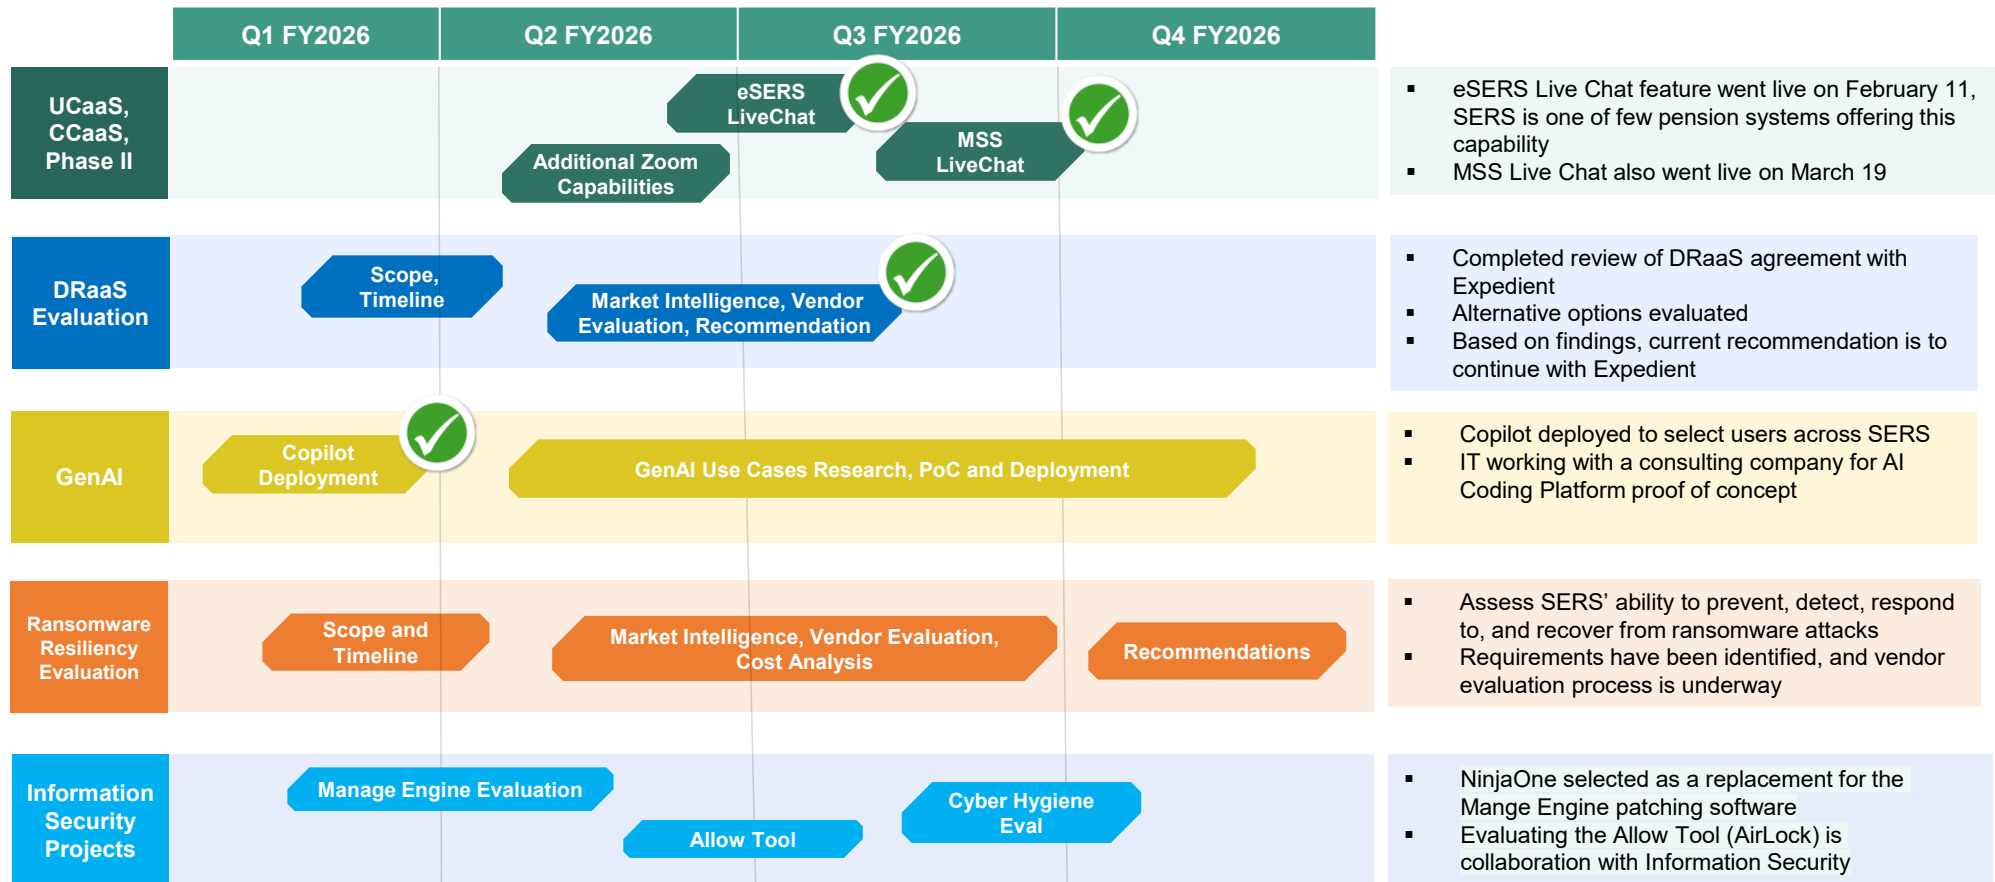 Q1 FY2026
Q2 FY2026
Q3 FY2026
Q4 FY2026
UCaaS,
CCaaS,
Phase II
eSERS
LiveChat
Additional Zoom
Capabilities
MSS
LiveChat
▪ eSERS Live Chat feature went live on February 11,
SERS is one of few pension systems offering this
capability
▪ MSS Live Chat also went live on March 19
DRaaS
Evaluation
Scope,
Timeline
Market Intelligence, Vendor
Evaluation, Recommendation
▪ Completed review of DRaaS agreement with
Expedient
▪ Alternative options evaluated
▪ Based on findings, current recommendation is to
continue with Expedient
GenAI
Copilot
Deployment
GenAI Use Cases Research, PoC and Deployment
▪ Copilot deployed to select users across SERS
▪ IT working with a consulting company for AI
Coding Platform proof of concept
Ransomware
Resiliency
Evaluation
Scope and
Timeline
Market Intelligence, Vendor Evaluation,
Cost Analysis
Recommendations
▪ Assess SERS’ ability to prevent, detect, respond
to, and recover from ransomware attacks
▪ Requirements have been identified, and vendor
evaluation process is underway
Information
Security
Projects
Manage Engine Evaluation
Allow Tool
Cyber Hygiene
Eval
▪ NinjaOne selected as a replacement for the
Mange Engine patching software
▪ Evaluating the Allow Tool (AirLock) is
collaboration with Information Security